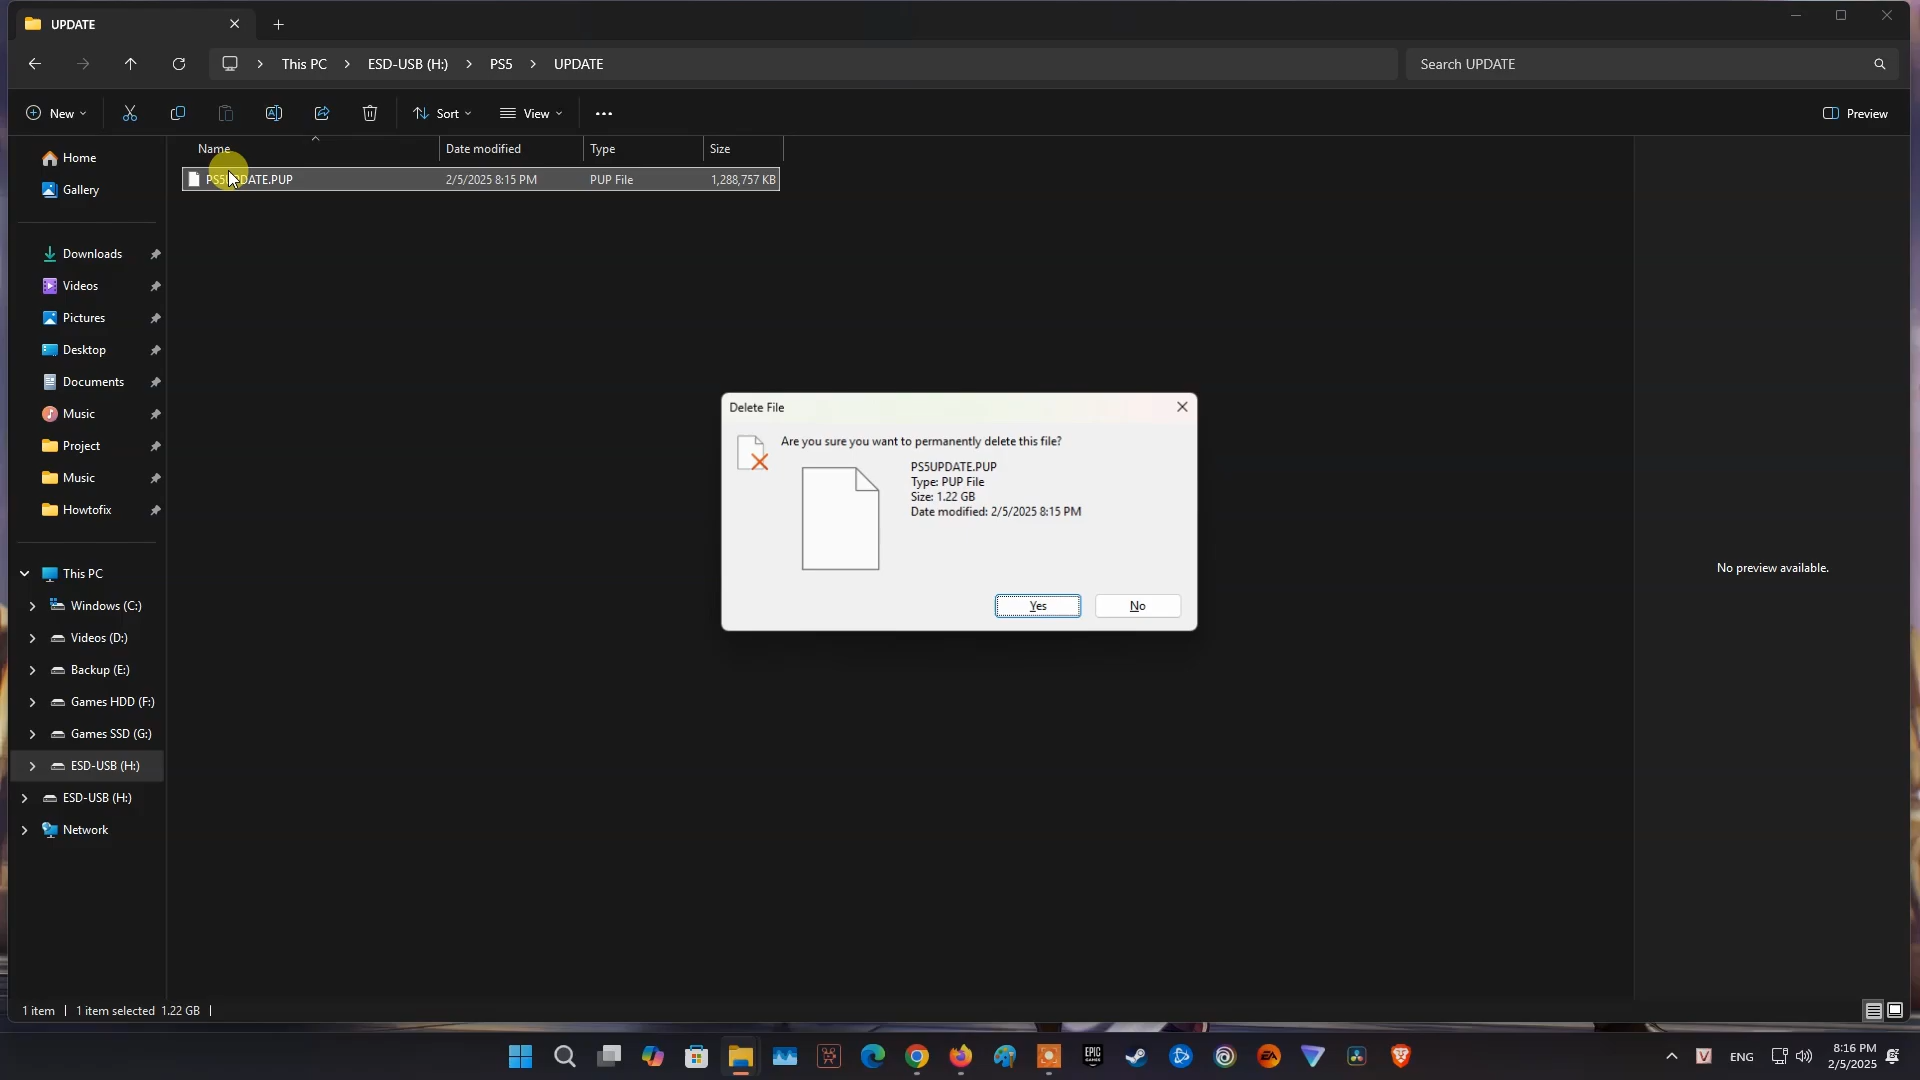 UPDATE
This PC
ESD-USB (H:)
PS5
UPDATE
Search UPDATE
New
Sort
View
Preview
Name
Date modified
Type
Size
PS5UPDATE.PUP
2/5/2025 8:15 PM
PUP File
1,288,757 KB
Home
Gallery
Downloads
Videos
Pictures
Desktop
Documents
Music
Project
Music
Howtofix
This PC
Windows (C:)
Videos (D:)
Backup (E:)
Games HDD (F:)
Games SSD (G:)
ESD-USB (H:)
ESD-USB (H:)
Network
Delete File
Are you sure you want to permanently delete this file?
PS5UPDATE.PUP
Type: PUP File
Size: 1.22 GB
Date modified: 2/5/2025 8:15 PM
Yes
No
No preview available.
1 item
1 item selected 1.22 GB
EPIC
GAMES
EA
V
ENG
8:16 PM
2/5/2025